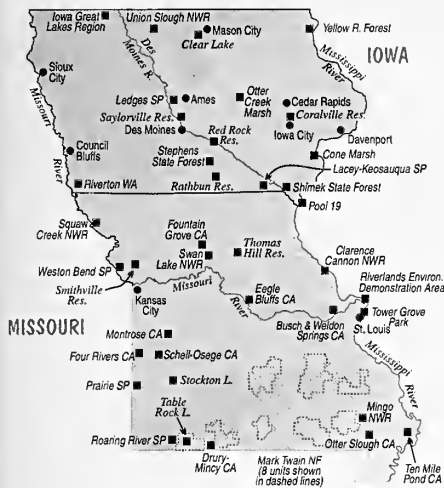 Iowa Great
Lakes Region
Union Slough NWR
Des
Moines R.
Mason City
Clear Lake
Yellow R. Forest
Mississippi
River
IOWA
Sioux
City
Missouri
River
Ledges SP
Ames
Otter
Creek
Marsh
Cedar Rapids
Coralville Res.
Saylorville Res.
Des Moines
Red Rock
Res.
Iowa City
Davenport
Council
Bluffs
Stephens
State Forest
Cone Marsh
Lacey-Keosauqua SP
Riverton WA
Rathbun Res.
Shimek State Forest
Pool 19
Squaw
Creek NWR
Fountain
Grove CA
Swan
Lake NWR
Thomas
Hill Res.
Clarence
Cannon NWR
Weston Bend SP
Smithville
Res.
Missouri
River
Riverlands Environ.
Demonstration Area
Kansas
City
Eagle
Bluffs CA
Busch & Weldon
Springs CA
Tower Grove
Park
St. Louis
MISSOURI
Montrose CA
Mississippi
River
Four Rivers CA
Schell-Osege CA
Prairie SP
Stockton L.
Table
Rock L.
Mingo
NWR
Roaring River SP
Otter Slough CA
Drury-
Mincy CA
Mark Twain NF
(8 units shown
in dashed lines)
Ten Mile
Pond CA